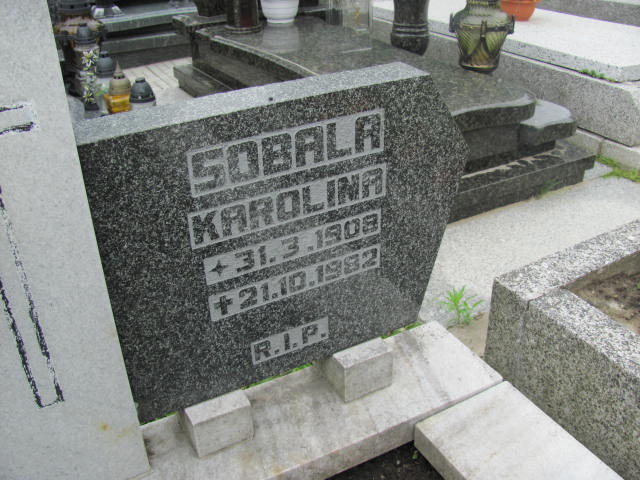 SOBALA
KAROLINA
✦31.3.1908
✝21.10.1982
R.I.P.